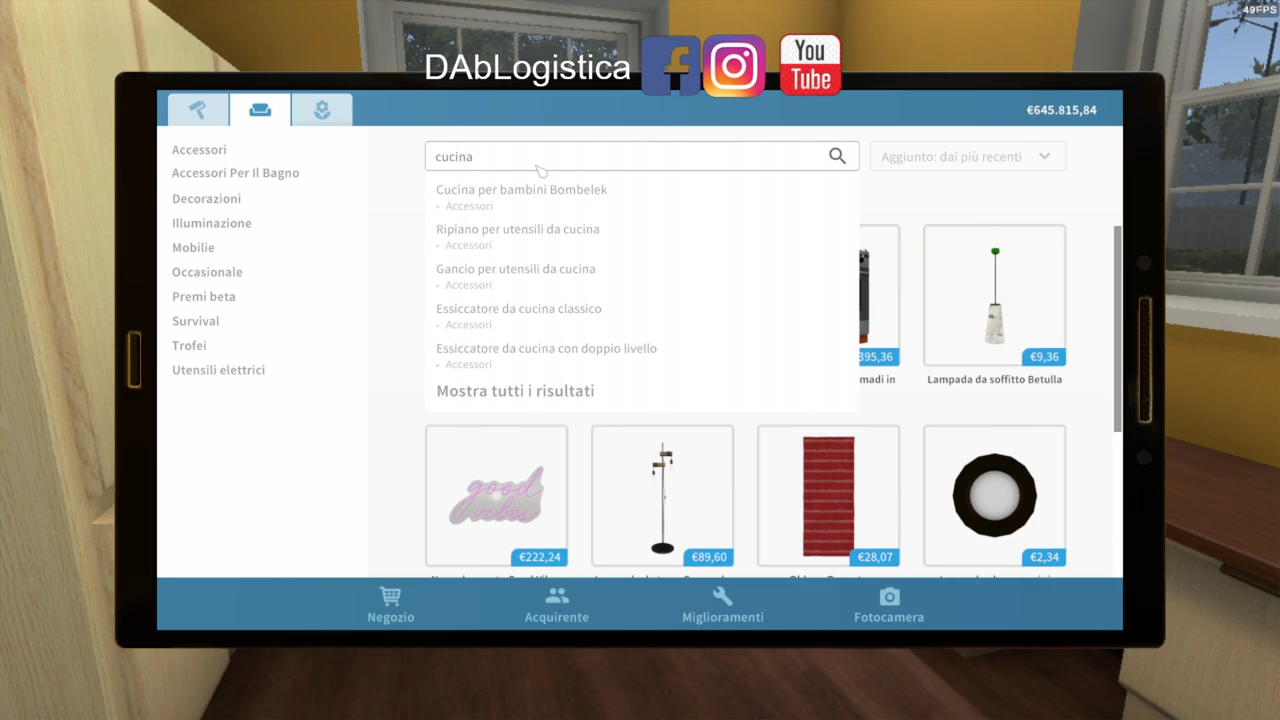 49FPS
DAbLogistica
f
You
Tube
€645.815,84
Accessori
Accessori Per Il Bagno
Decorazioni
Illuminazione
Mobilie
Occasionale
Premi beta
Survival
Trofei
Utensili elettrici
cucina
Aggiunto: dai più recenti
Cucina per bambini Bombelek
• Accessori
Ripiano per utensili da cucina
• Accessori
Gancio per utensili da cucina
• Accessori
Essiccatore da cucina classico
• Accessori
Essiccatore da cucina con doppio livello
• Accessori
Mostra tutti i risultati
395,36
€9,36
madi in
Lampada da soffitto Betulla
good
vibes
€222,24
€89,60
€28,07
€2,34
Negozio
Acquirente
Miglioramenti
Fotocamera